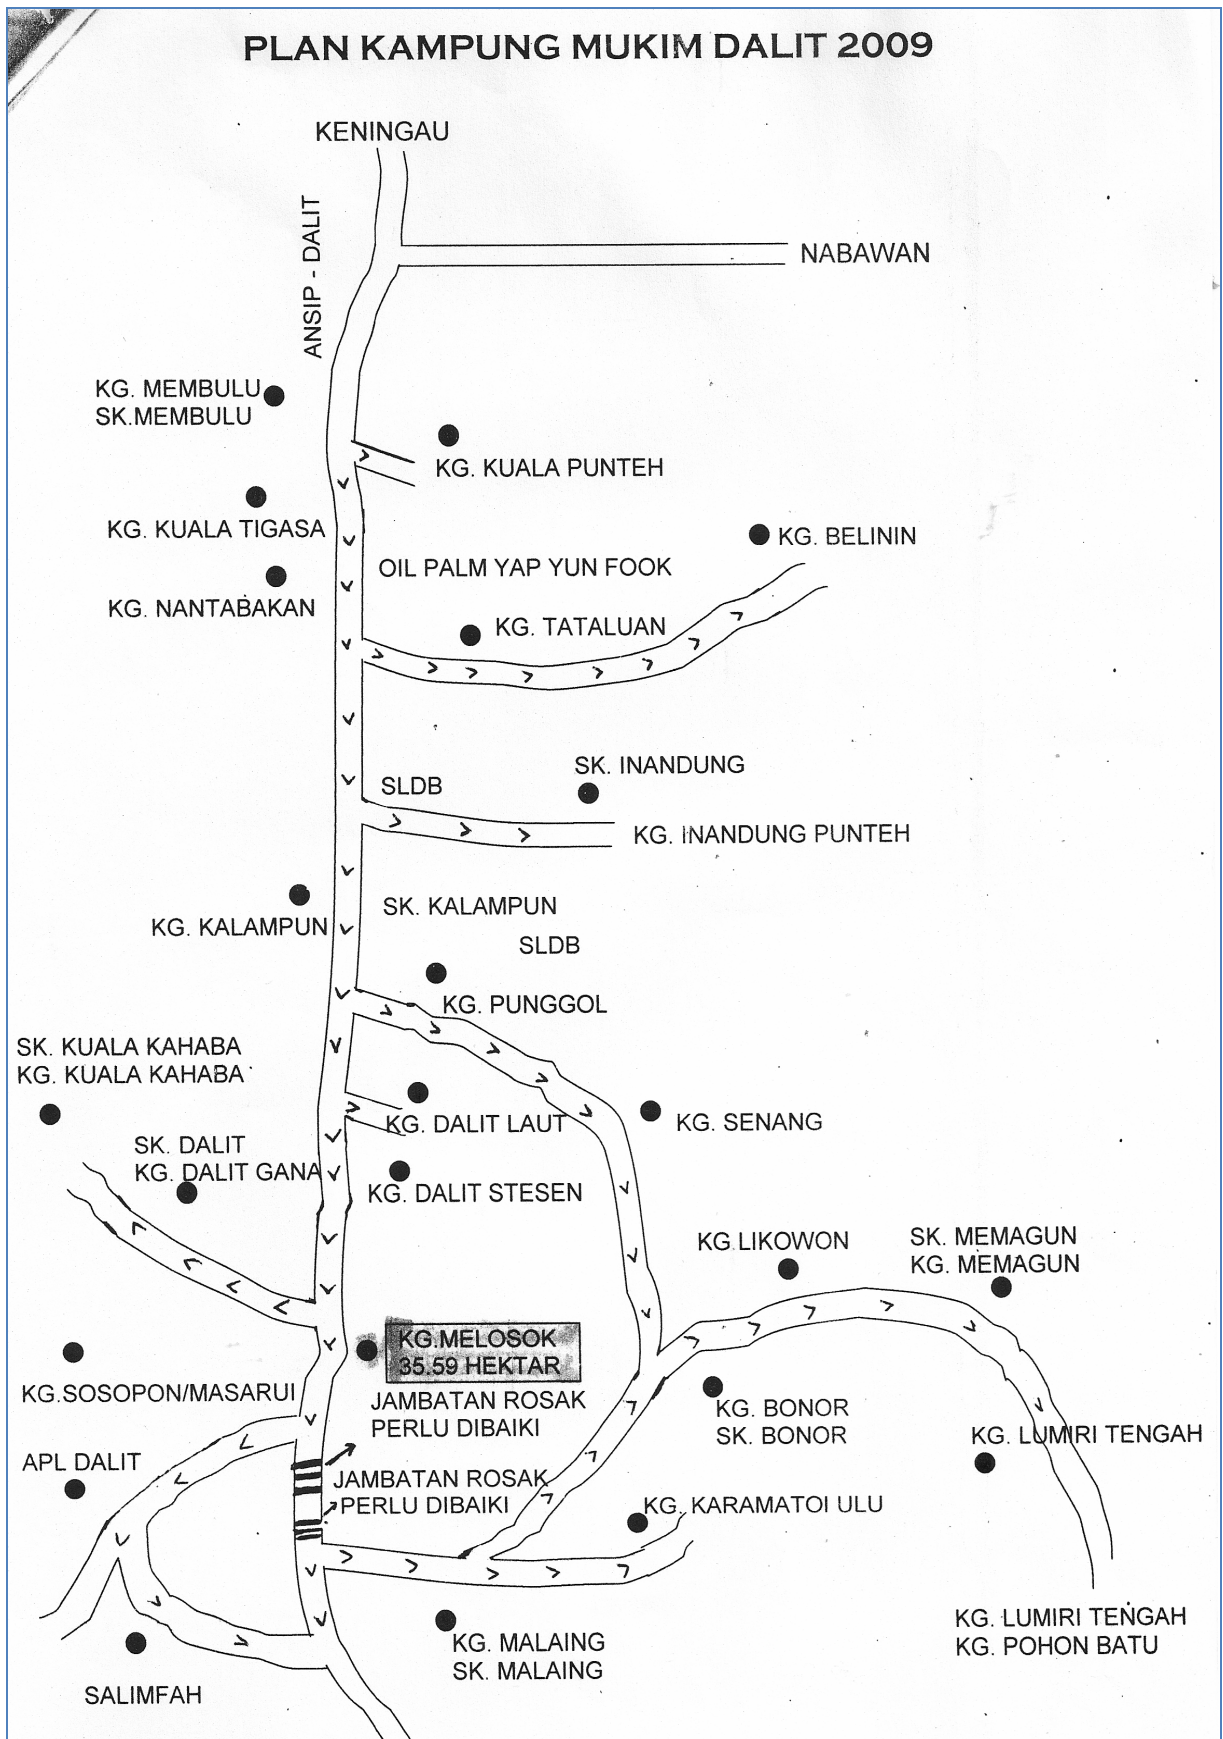 PLAN KAMPUNG MUKIM DALIT 2009
KENINGAU
ANSIP - DALIT
NABAWAN
KG. MEMBULU
SK.MEMBULU
KG. KUALA PUNTEH
KG. KUALA TIGASA
KG. BELININ
OIL PALM YAP YUN FOOK
KG. NANTABAKAN
KG. TATALUAN
SK. INANDUNG
SLDB
KG. INANDUNG PUNTEH
SK. KALAMPUN
KG. KALAMPUN
SLDB
KG. PUNGGOL
SK. KUALA KAHABA
KG. KUALA KAHABA
KG. DALIT LAUT
KG. SENANG
SK. DALIT
KG. DALIT GANA
KG. DALIT STESEN
KG.LIKOWON
SK. MEMAGUN
KG. MEMAGUN
KG.MELOSOK
35.59 HEKTAR
KG.SOSOPON/MASARUI
JAMBATAN ROSAK
PERLU DIBAIKI
KG. BONOR
SK. BONOR
KG. LUMIRI TENGAH
APL DALIT
JAMBATAN ROSAK
PERLU DIBAIKI
KG. KARAMATOI ULU
KG. LUMIRI TENGAH
KG. POHON BATU
KG. MALAING
SK. MALAING
SALIMFAH